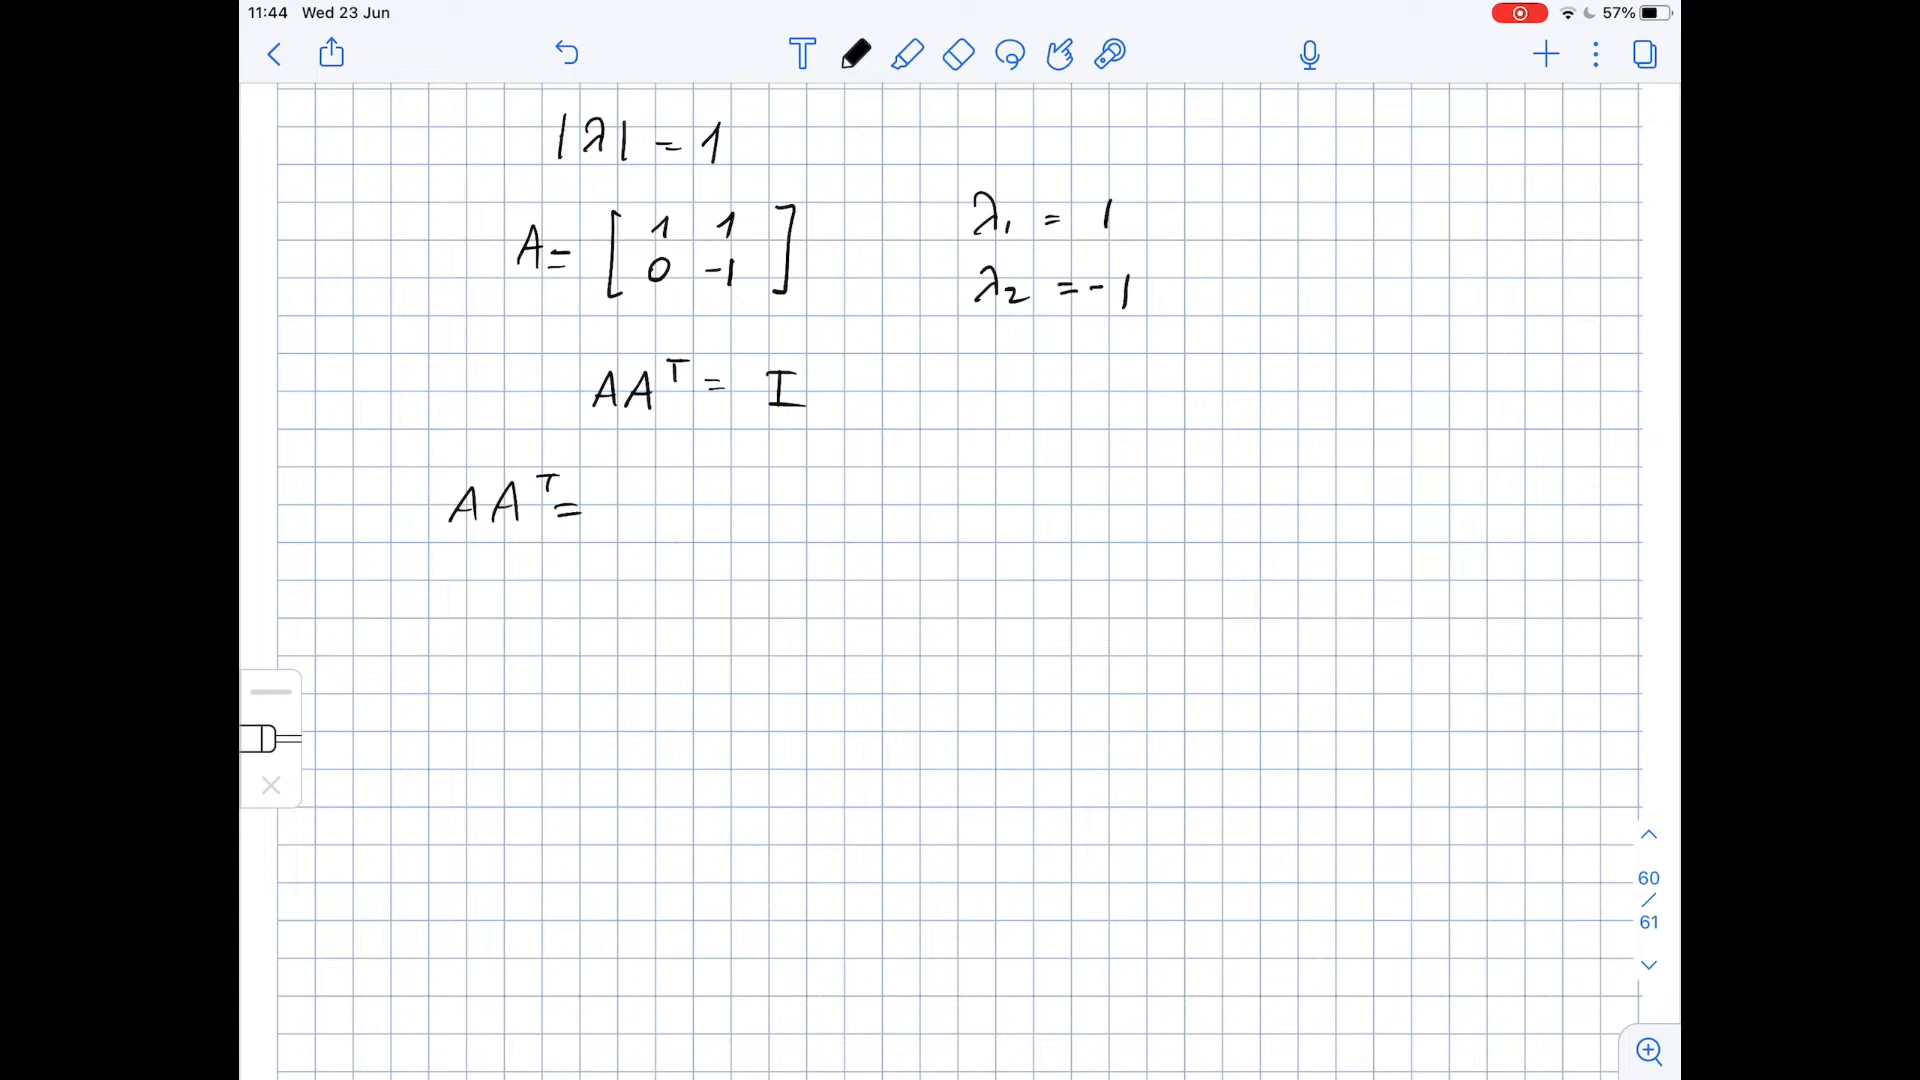 11:44 Wed 23 Jun 57%
|λ| = 1
A = [ 1 1
0 -1 ]
λ₁ = 1
λ₂ = -1
AAᵀ = I
AAᵀ =
60
/
61